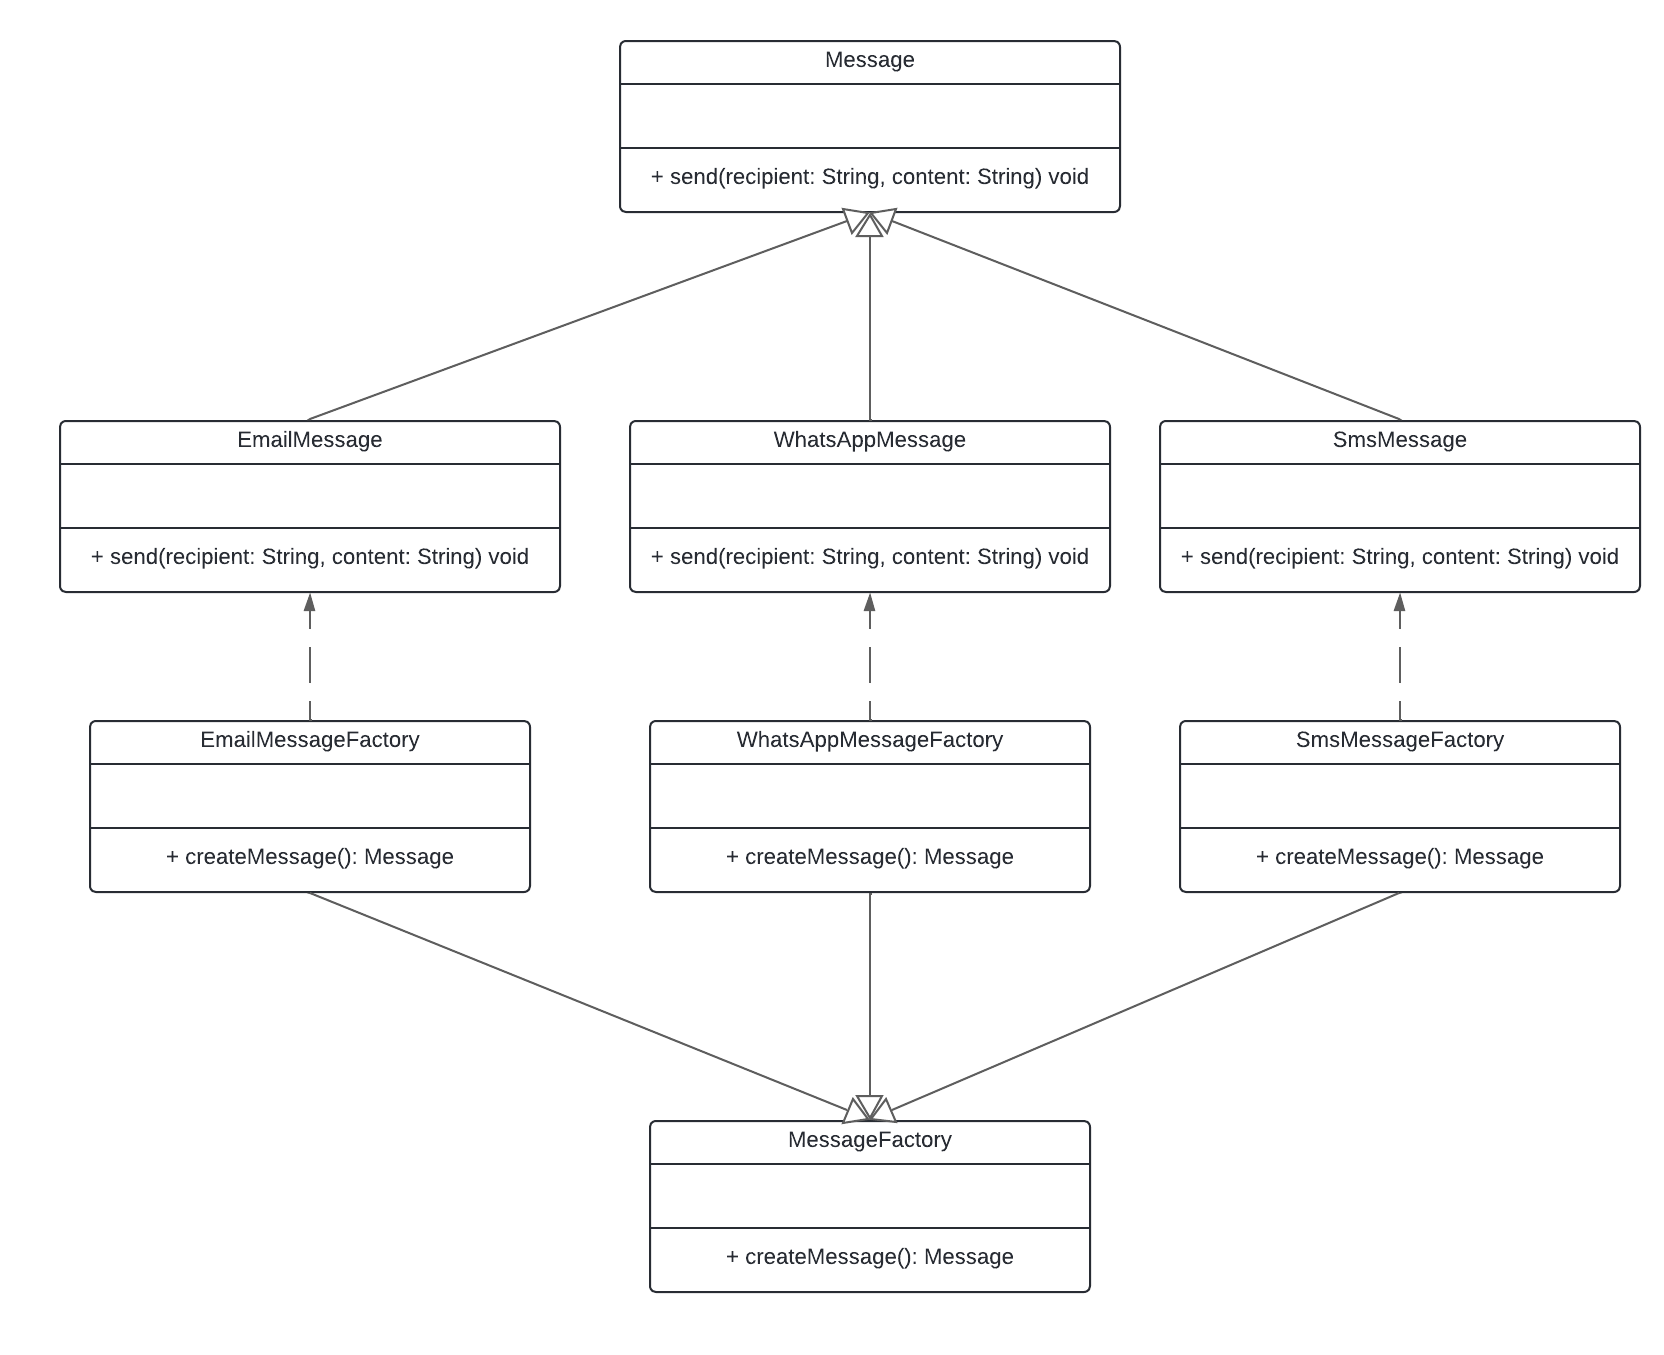 Message
+ send(recipient: String, content: String) void
EmailMessage
+ send(recipient: String, content: String) void
WhatsAppMessage
+ send(recipient: String, content: String) void
SmsMessage
+ send(recipient: String, content: String) void
EmailMessageFactory
+ createMessage(): Message
WhatsAppMessageFactory
+ createMessage(): Message
SmsMessageFactory
+ createMessage(): Message
MessageFactory
+ createMessage(): Message